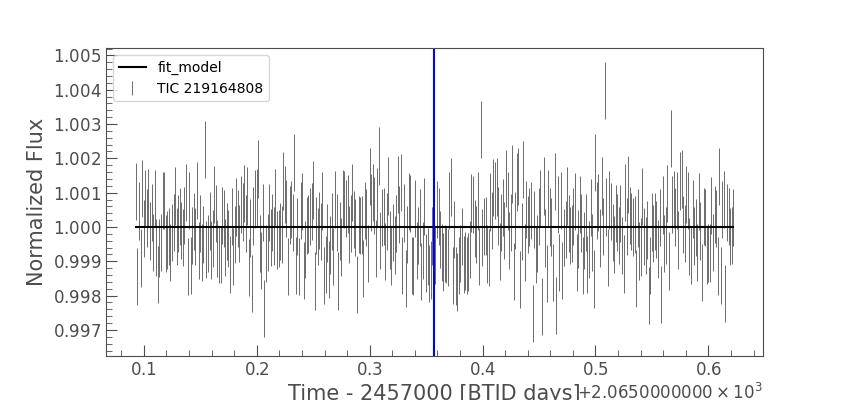 1.005
1.004
1.003
1.002
1.001
1.000
0.999
0.998
0.997
Normalized Flux
fit_model
TIC 219164808
0.1 0.2 0.3 0.4 0.5 0.6
Time - 2457000 [BTJD days]
+2.0650000000 × 10³